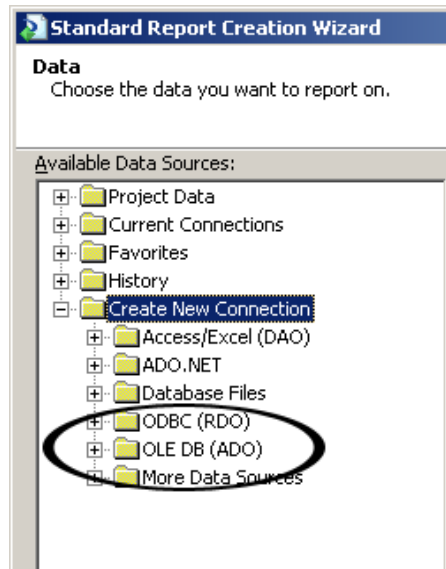 Standard Report Creation Wizard
Data
Choose the data you want to report on.
Available Data Sources:
Project Data
Current Connections
Favorites
History
Create New Connection
Access/Excel (DAO)
ADO.NET
Database Files
ODBC (RDO)
OLE DB (ADO)
More Data Sources